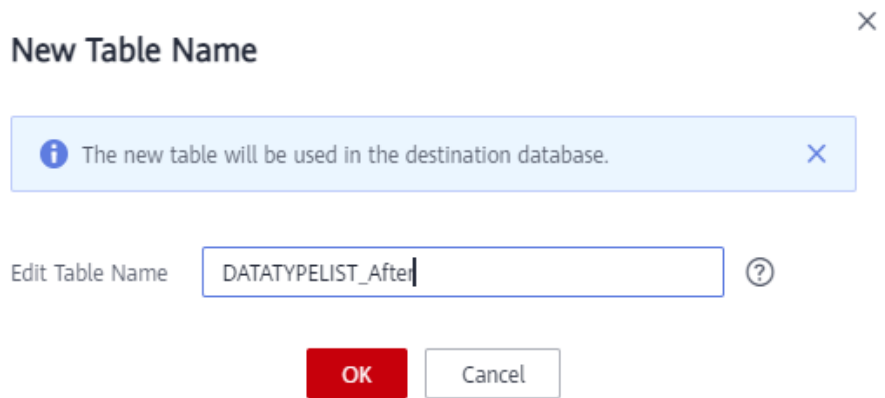 New Table Name
The new table will be used in the destination database.
Edit Table Name DATATYPELIST_After
OK Cancel